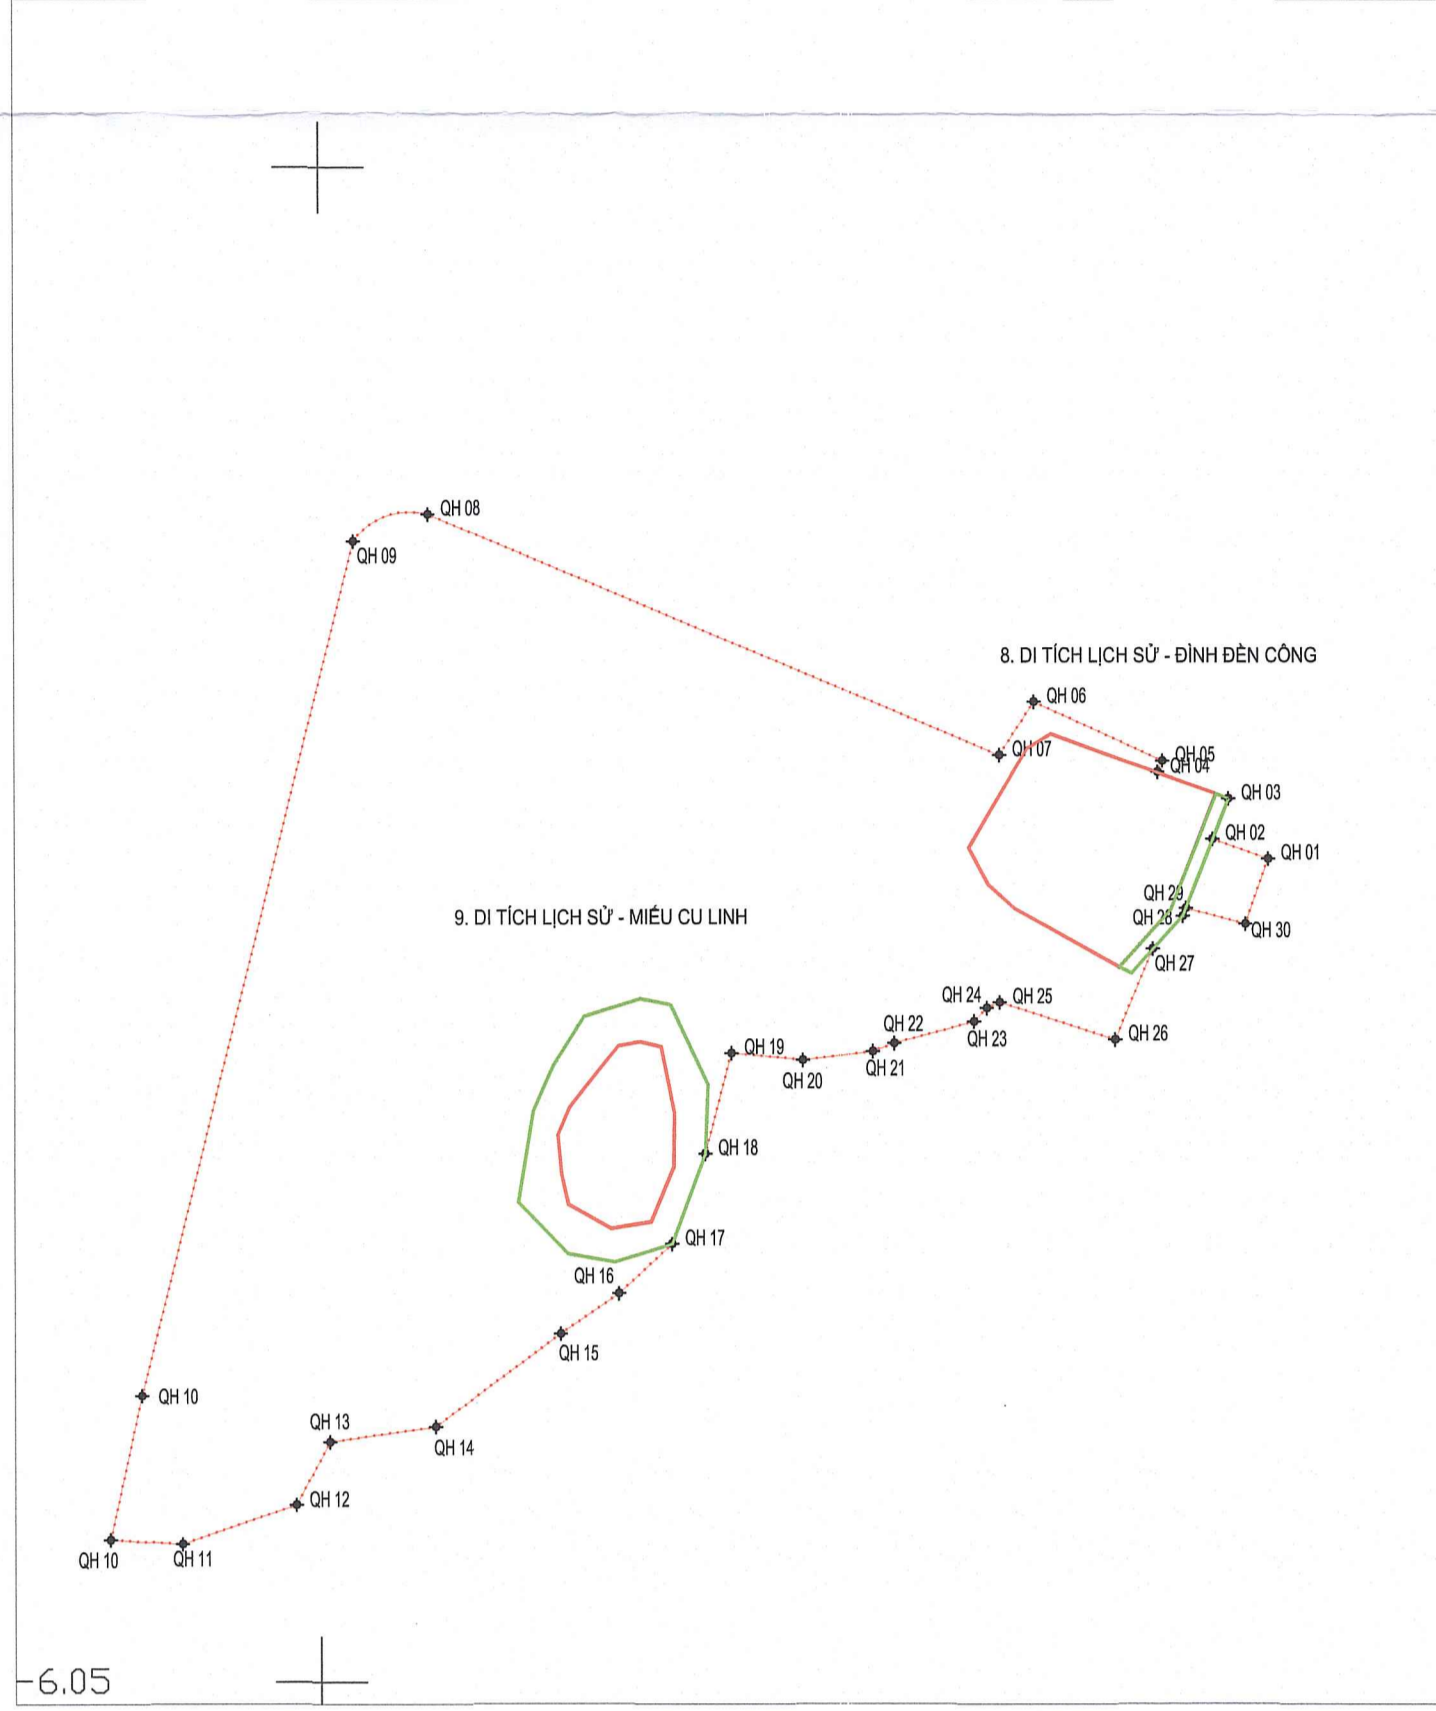 QH 08
QH 09
8. DI TÍCH LỊCH SỬ - ĐÌNH ĐÈN CÔNG
QH 06
QH 07
QH 05
QH 04
QH 03
QH 02
QH 01
QH 29
QH 28
QH 30
9. DI TÍCH LỊCH SỬ - MIẾU CU LINH
QH 27
QH 24
QH 25
QH 22
QH 23
QH 26
QH 19
QH 20
QH 21
QH 18
QH 17
QH 16
QH 15
QH 10
QH 13
QH 14
QH 12
QH 10
QH 11
-6.05